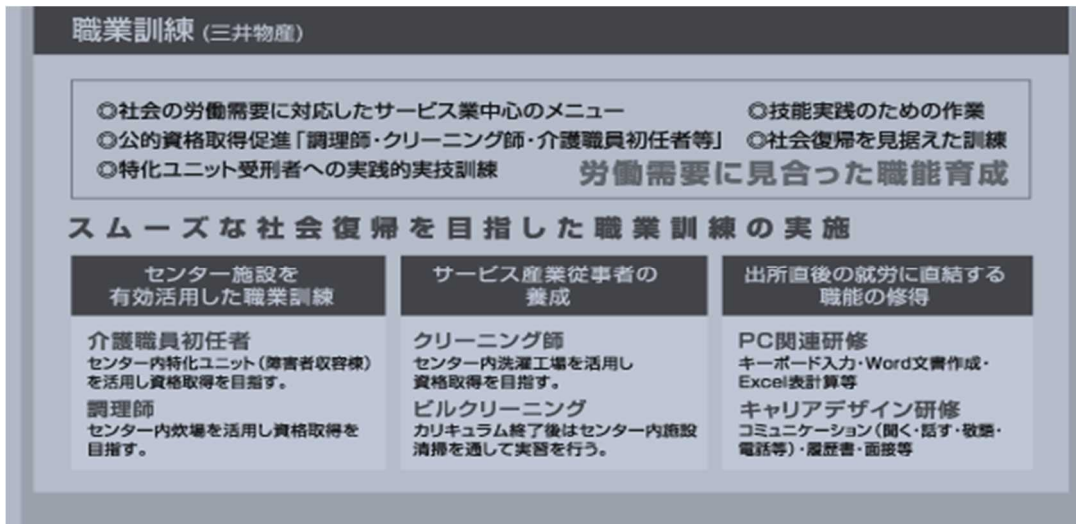 職業訓練 (三井物産)
◎社会の労働需要に対応したサービス業中心のメニュー
◎技能実践のための作業
◎公的資格取得促進「調理師・クリーニング師・介護職員初任者等」
◎社会復帰を見据えた訓練
◎特化ユニット受刑者への実践的実技訓練
労働需要に見合った職能育成
スムーズな社会復帰を目指した職業訓練の実施
センター施設を
有効活用した職業訓練
介護職員初任者
センター内特化ユニット(障害者収容棟)
を活用し資格取得を目指す。
調理師
センター内炊場を活用し資格取得を
目指す。
サービス産業従事者の
養成
クリーニング師
センター内洗濯工場を活用し
資格取得を目指す。
ビルクリーニング
カリキュラム終了後はセンター内施設
清掃を通して実習を行う。
出所直後の就労に直結する
職能の修得
PC関連研修
キーボード入力・Word文書作成・
Excel表計算等
キャリアデザイン研修
コミュニケーション(聞く・話す・敬語・
電話等)・履歴書・面接等